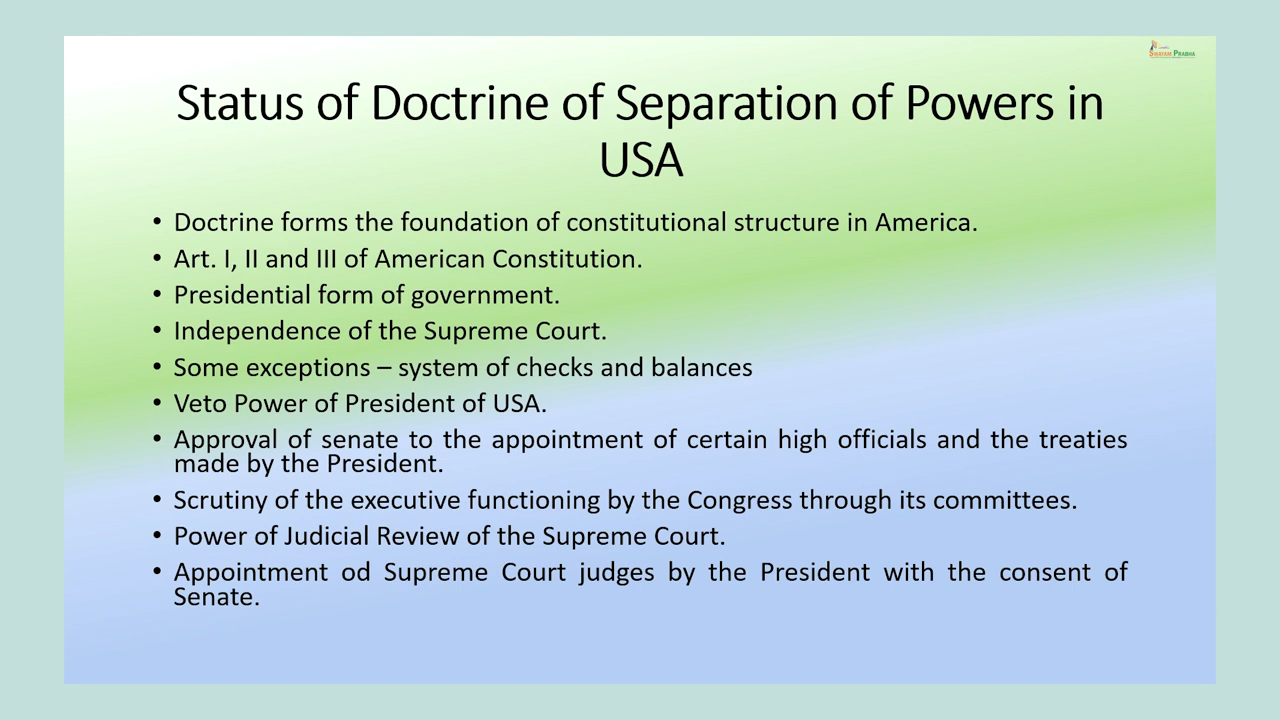 SWAYAM PRABHA
Status of Doctrine of Separation of Powers in
USA
• Doctrine forms the foundation of constitutional structure in America.
• Art. I, II and III of American Constitution.
• Presidential form of government.
• Independence of the Supreme Court.
• Some exceptions – system of checks and balances
• Veto Power of President of USA.
• Approval of senate to the appointment of certain high officials and the treaties
made by the President.
• Scrutiny of the executive functioning by the Congress through its committees.
• Power of Judicial Review of the Supreme Court.
• Appointment od Supreme Court judges by the President with the consent of
Senate.